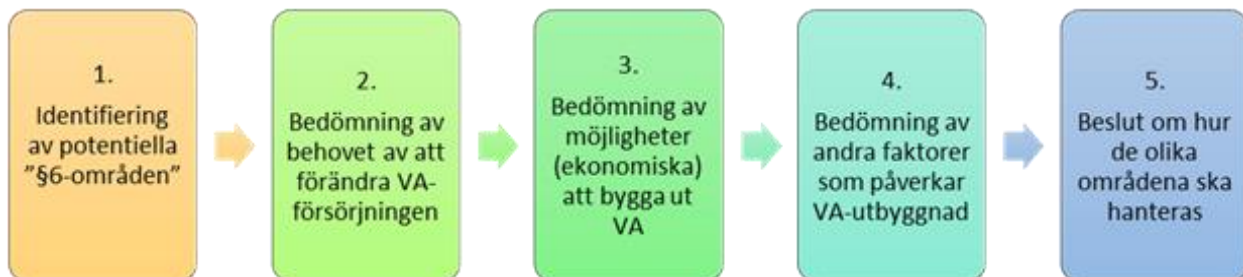 1.
Identifiering
av potentiella
”§6-områden”
2.
Bedömning av
behovet av att
förändra VA-
försörjningen
3.
Bedömning av
möjligheter
(ekonomiska)
att bygga ut
VA
4.
Bedömning av
andra faktorer
som påverkar
VA-utbyggnad
5.
Beslut om hur
de olika
områdena ska
hanteras